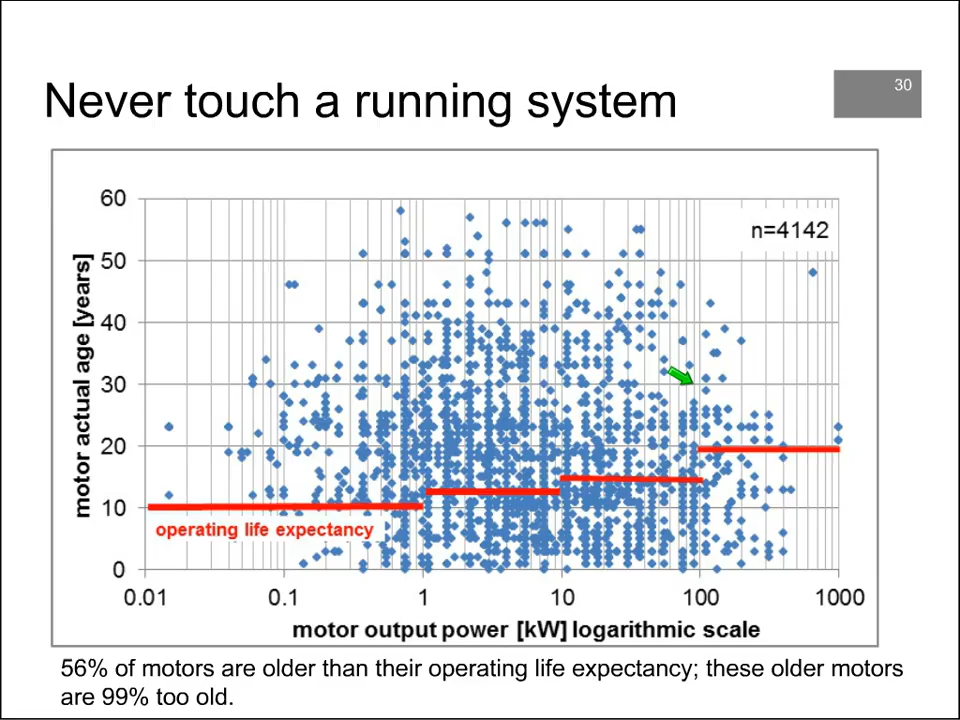 30
Never touch a running system
60
50
40
30
20
10
0
motor actual age [years]
n=4142
operating life expectancy
0.01 0.1 1 10 100 1000
motor output power [kW] logarithmic scale
56% of motors are older than their operating life expectancy; these older motors
are 99% too old.